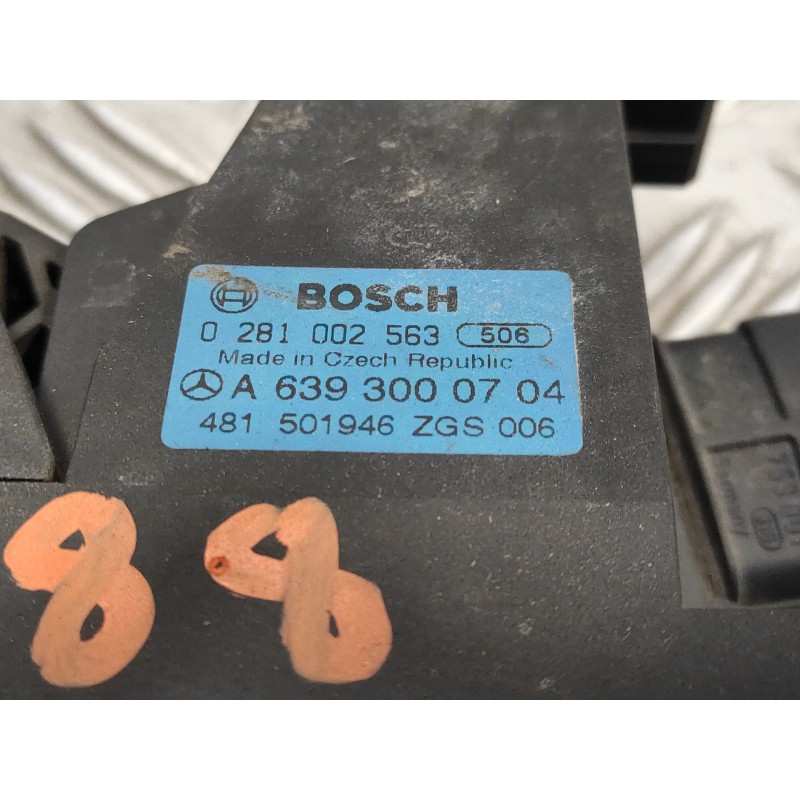 BOSCH
0 281 002 563 506
Made in Czech Republic
A 639 300 07 04
481 501946 ZGS 006
88